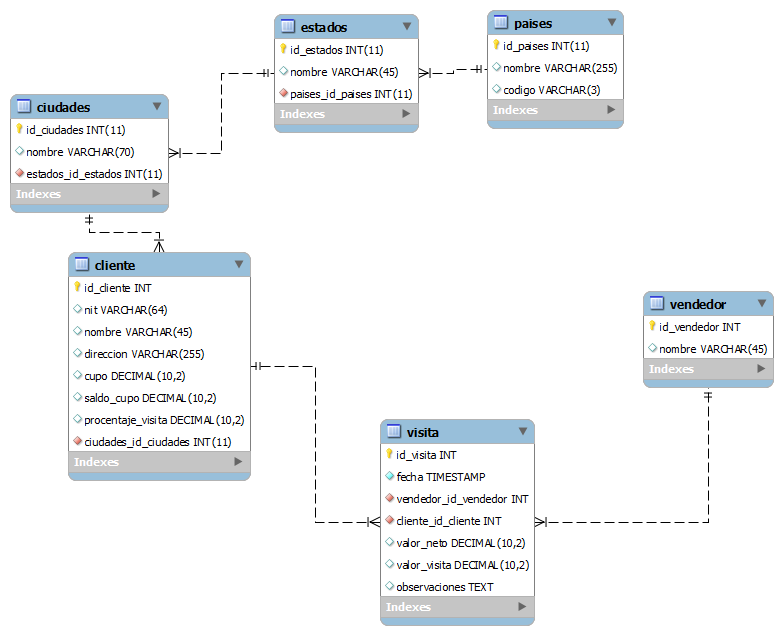 estados
id_estados INT(11)
nombre VARCHAR(45)
paises_id_paises INT(11)
Indexes
paises
id_paises INT(11)
nombre VARCHAR(255)
codigo VARCHAR(3)
Indexes
ciudades
id_ciudades INT(11)
nombre VARCHAR(70)
estados_id_estados INT(11)
Indexes
cliente
id_cliente INT
nit VARCHAR(64)
nombre VARCHAR(45)
direccion VARCHAR(255)
cupo DECIMAL(10,2)
saldo_cupo DECIMAL(10,2)
procentaje_visita DECIMAL(10,2)
ciudades_id_ciudades INT(11)
Indexes
vendedor
id_vendedor INT
nombre VARCHAR(45)
Indexes
visita
id_visita INT
fecha TIMESTAMP
vendedor_id_vendedor INT
cliente_id_cliente INT
valor_neto DECIMAL(10,2)
valor_visita DECIMAL(10,2)
observaciones TEXT
Indexes